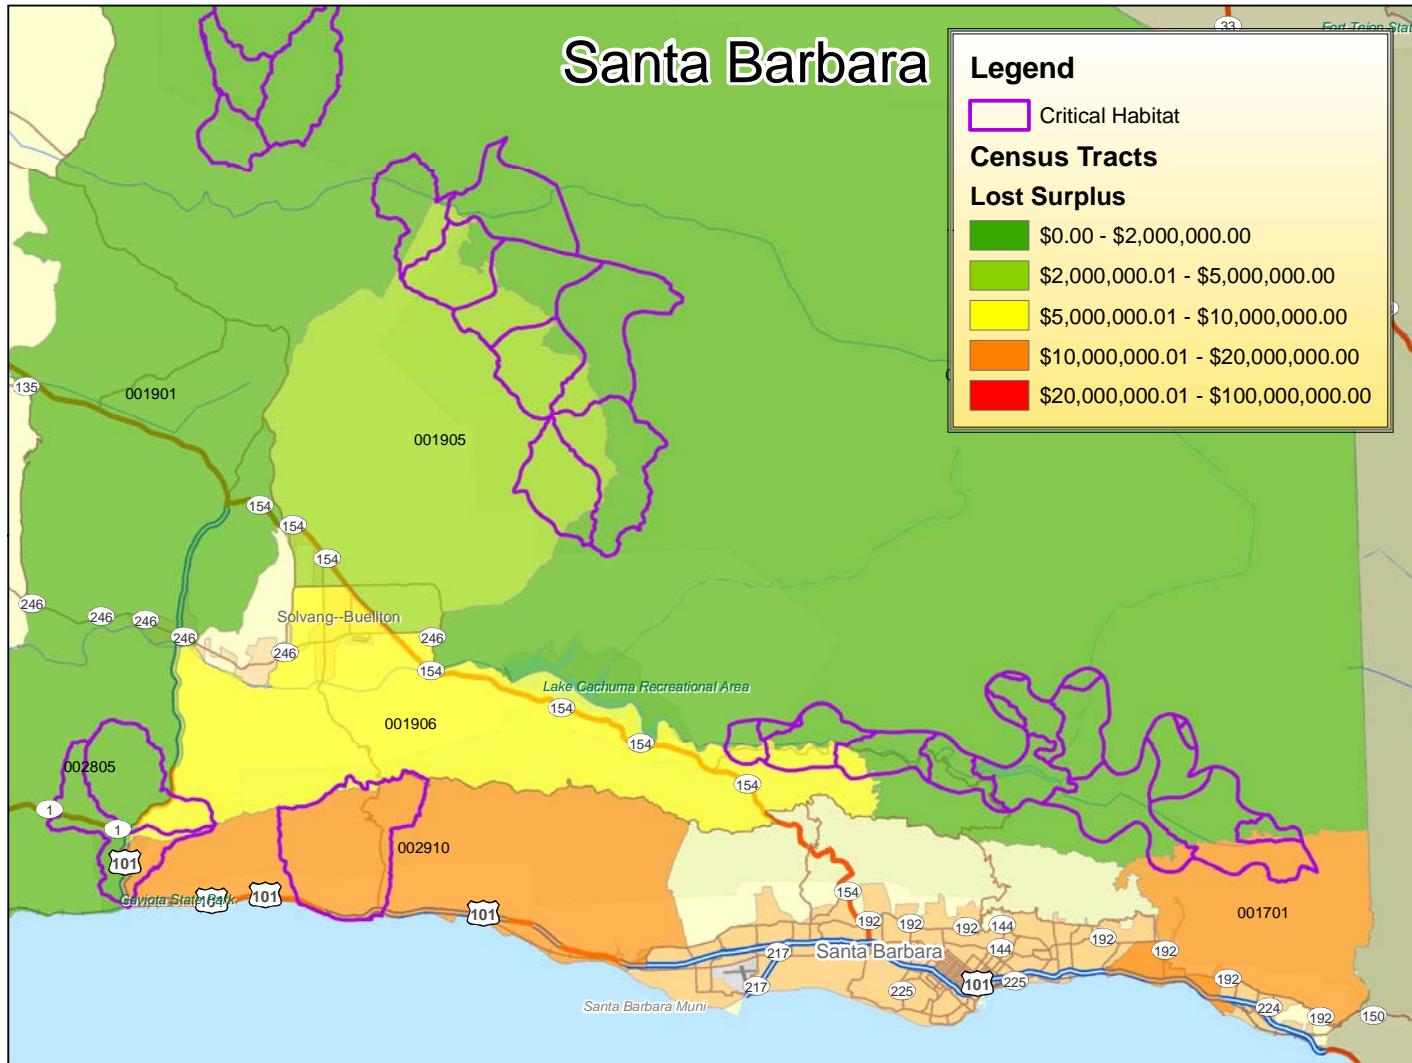 Santa Barbara
33
Fort Tejon Stat
Legend
Critical Habitat
Census Tracts
Lost Surplus
$0.00 - $2,000,000.00
$2,000,000.01 - $5,000,000.00
$5,000,000.01 - $10,000,000.00
$10,000,000.01 - $20,000,000.00
$20,000,000.01 - $100,000,000.00
135
001901
001905
154
154
154
246
246
246
246
Solvang--Buellton
246
246
154
Lake Cachuma Recreational Area
154
001906
154
002805
154
1
1
101
002910
Gaviota State Park
101
101
101
154
192
192
192
144
144
192
001701
192
217
Santa Barbara
217
101
225
225
192
Santa Barbara Muni
224
192
150